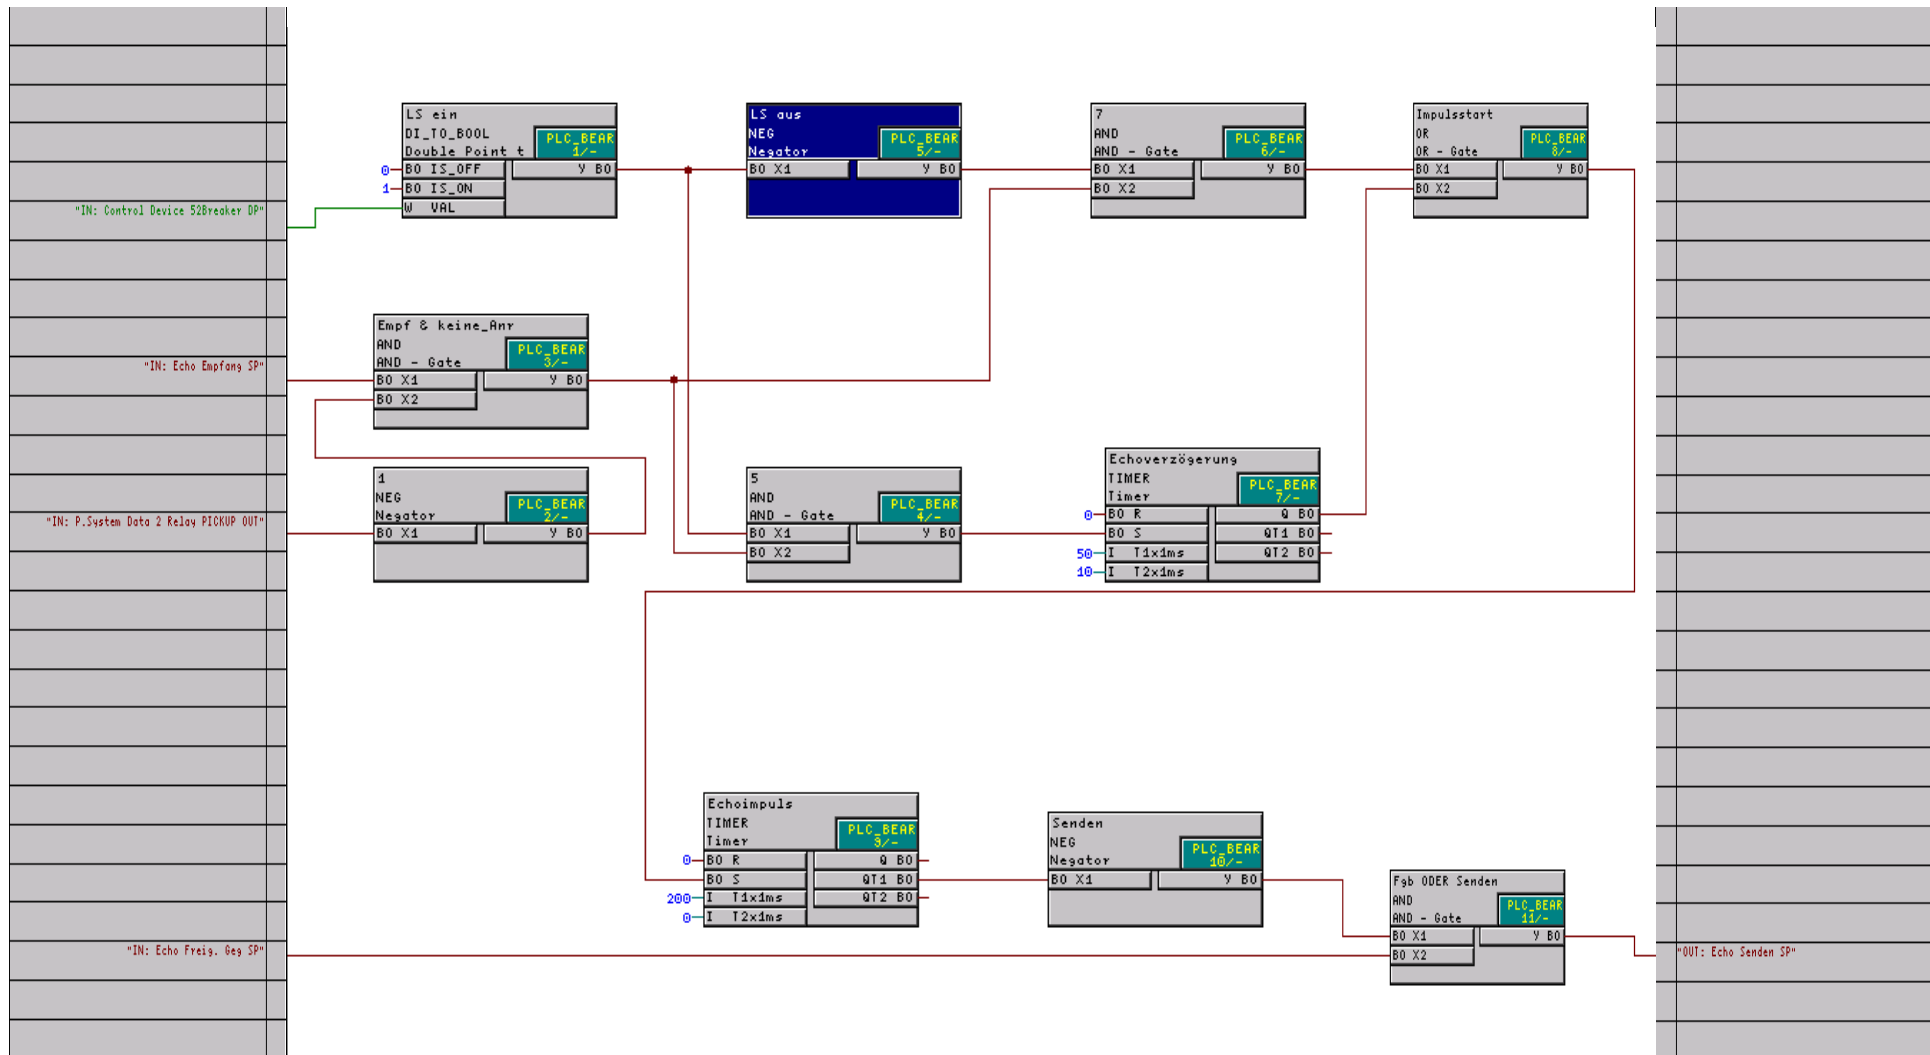 LS ein
DI_TO_BOOL
Double Point t
PLC_BEAR
1/-
0 BO IS_OFF Y BO
1 BO IS_ON
W VAL
"IN: Control Device 52Breaker DP"
LS aus
NEG
Negator
PLC_BEAR
5/-
BO X1 Y BO
7
AND
AND - Gate
PLC_BEAR
6/-
BO X1 Y BO
BO X2
Impulsstart
OR
OR - Gate
PLC_BEAR
8/-
BO X1 Y BO
BO X2
Empf & keine_Anr
AND
AND - Gate
PLC_BEAR
3/-
"IN: Echo Empfang SP"
BO X1 Y BO
BO X2
1
NEG
Negator
PLC_BEAR
2/-
"IN: P.System Data 2 Relay PICKUP OUT"
BO X1 Y BO
5
AND
AND - Gate
PLC_BEAR
4/-
BO X1 Y BO
BO X2
Echoverzögerung
TIMER
Timer
PLC_BEAR
7/-
0 BO R Q BO
BO S QT1 BO
50 I T1x1ms QT2 BO
10 I T2x1ms
Echoimpuls
TIMER
Timer
PLC_BEAR
9/-
0 BO R Q BO
BO S QT1 BO
200 I T1x1ms QT2 BO
0 I T2x1ms
Senden
NEG
Negator
PLC_BEAR
10/-
BO X1 Y BO
Fgb ODER Senden
AND
AND - Gate
PLC_BEAR
11/-
BO X1 Y BO
BO X2
"IN: Echo Freig. Geg SP"
"OUT: Echo Senden SP"